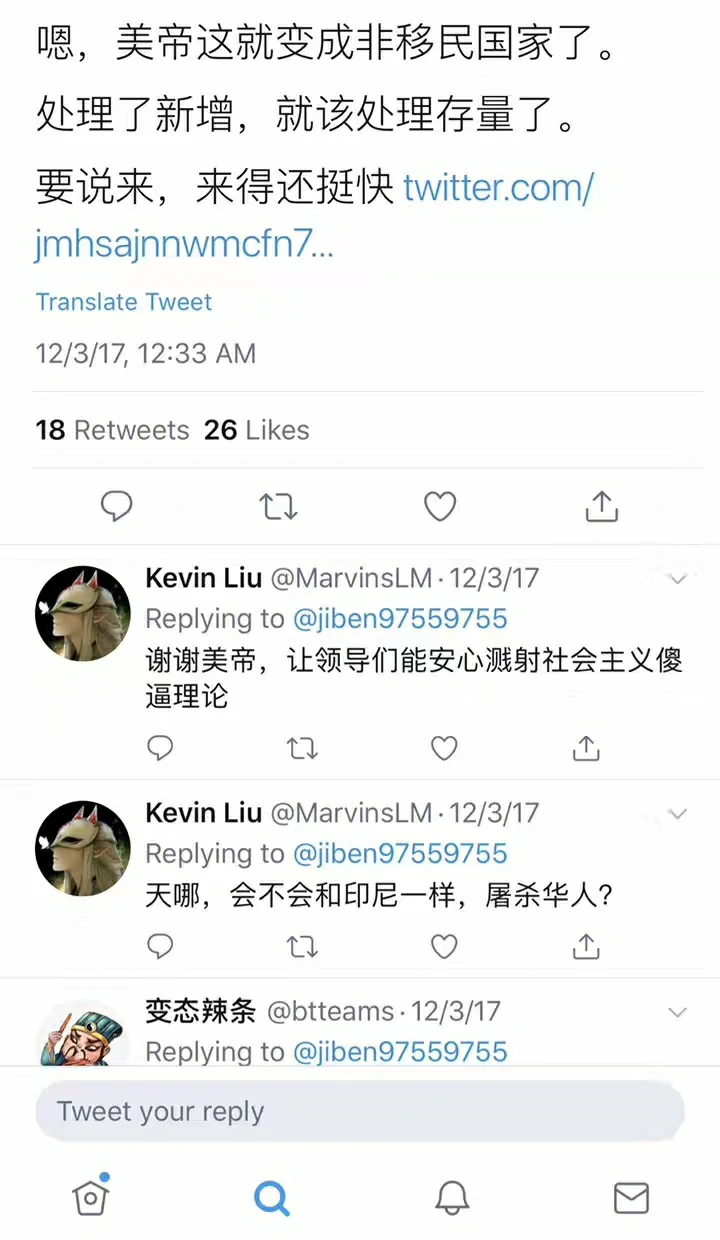 嗯，美帝这就变成非移民国家了。
处理了新增，就该处理存量了。
要说来，来得还挺快 twitter.com/
jmhsajnnwmcfn7...
Translate Tweet
12/3/17, 12:33 AM
18 Retweets 26 Likes
Kevin Liu @MarvinsLM · 12/3/17
Replying to @jiben97559755
谢谢美帝，让领导们能安心溅射社会主义傻
逼理论
Kevin Liu @MarvinsLM · 12/3/17
Replying to @jiben97559755
天哪，会不会和印尼一样，屠杀华人？
变态辣条 @btteams · 12/3/17
Replying to @jiben97559755
Tweet your reply